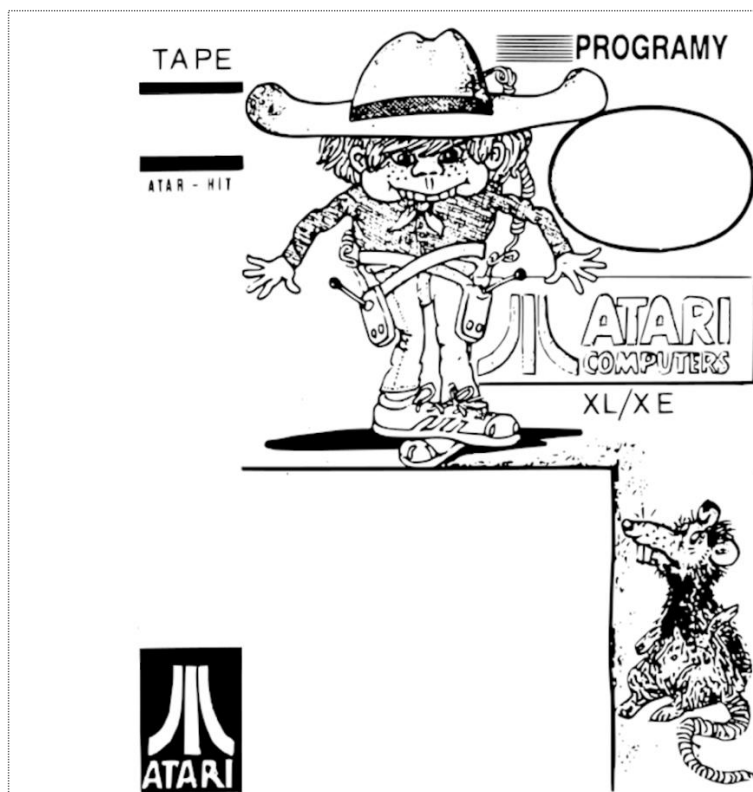 TAPE
PROGRAMY
ATAR - HIT
ATARI
COMPUTERS
XL/XE
ATARI